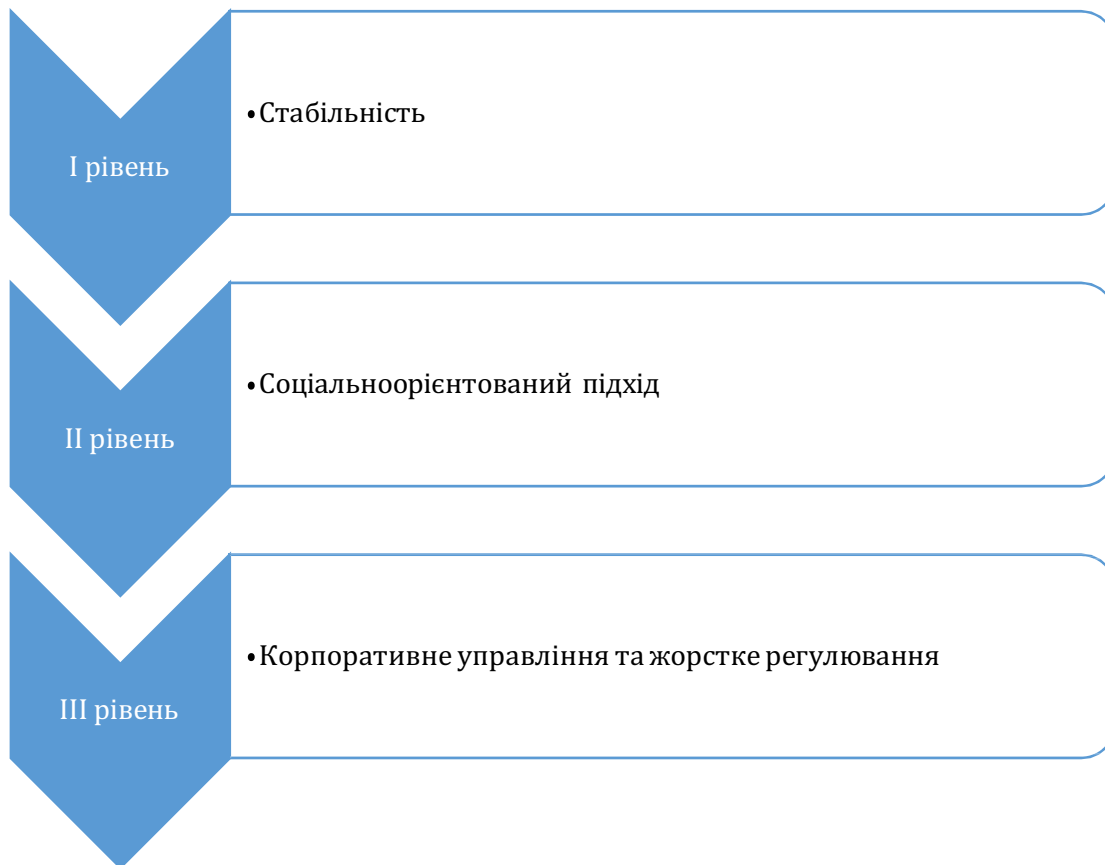 І рівень
•Стабільність
ІІ рівень
•Соціальноорієнтований підхід
ІІІ рівень
•Корпоративне управління та жорстке регулювання